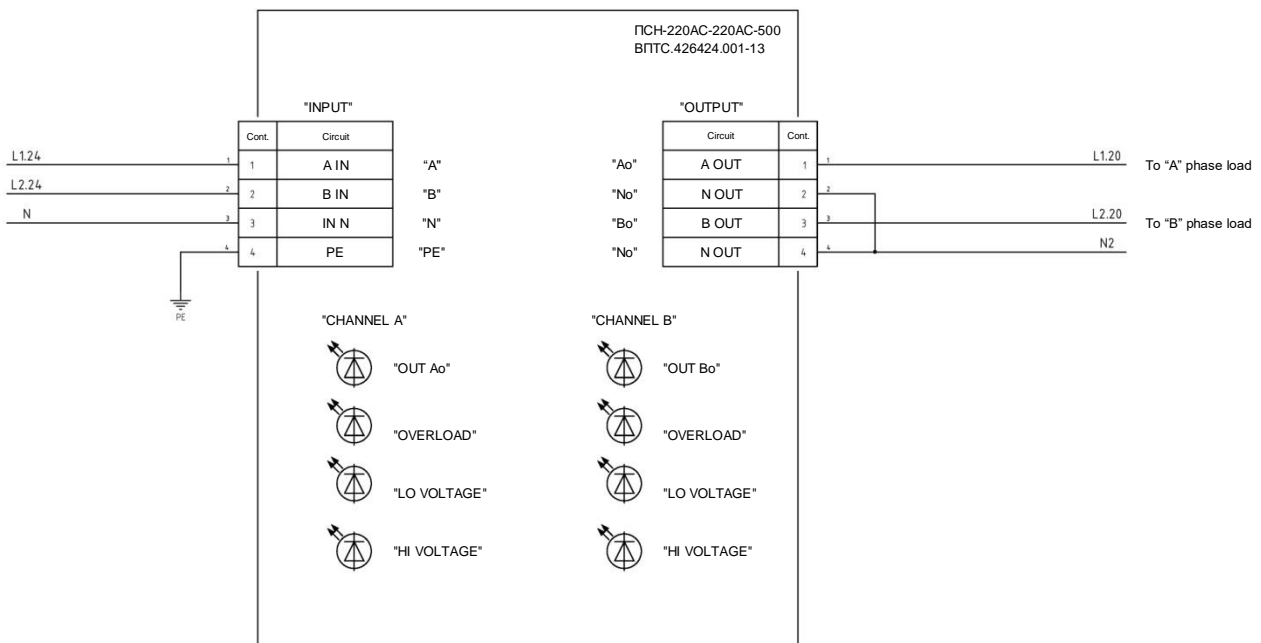 ПСН-220АС-220АС-500
ВПТС.426424.001-13
"INPUT"
"OUTPUT"
Cont. Circuit
Circuit Cont.
L1.24 1 1 A IN "A"
"Ao" A OUT 1 1 L1.20 To “A” phase load
L2.24 2 2 B IN "B"
"No" N OUT 2 2
N 3 3 IN N "N"
"Bo" B OUT 3 3 L2.20 To “B” phase load
4 4 PE "PE"
"No" N OUT 4 4 N2
PE
"CHANNEL A" "CHANNEL B"
"OUT Ao" "OUT Bo"
"OVERLOAD" "OVERLOAD"
"LO VOLTAGE" "LO VOLTAGE"
"HI VOLTAGE" "HI VOLTAGE"